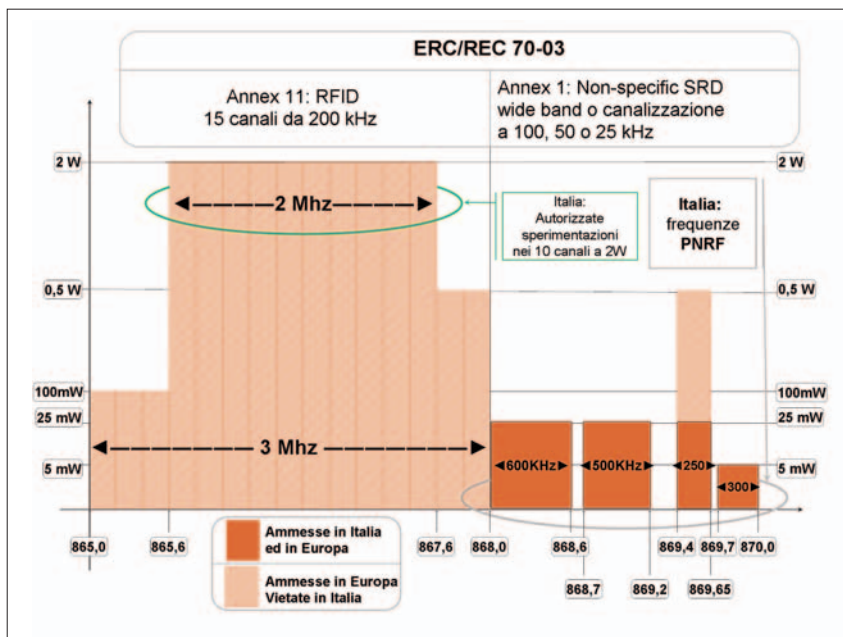 ERC/REC 70-03
Annex 11: RFID
15 canali da 200 kHz
Annex 1: Non-specific SRD
wide band o canalizzazione
a 100, 50 o 25 kHz
2 W
2 W
2 Mhz
Italia:
Autorizzate
sperimentazioni
nei 10 canali a 2W
Italia:
frequenze
PNRF
0,5 W
0,5 W
100mW
100mW
25 mW
25 mW
3 Mhz
5 mW
5 mW
600KHz
500KHz
250
300
865,0
865,6
867,6
868,0
868,6
869,4
869,7
870,0
868,7
869,2
869,65
Ammesse in Italia
ed in Europa
Ammesse in Europa
Vietate in Italia